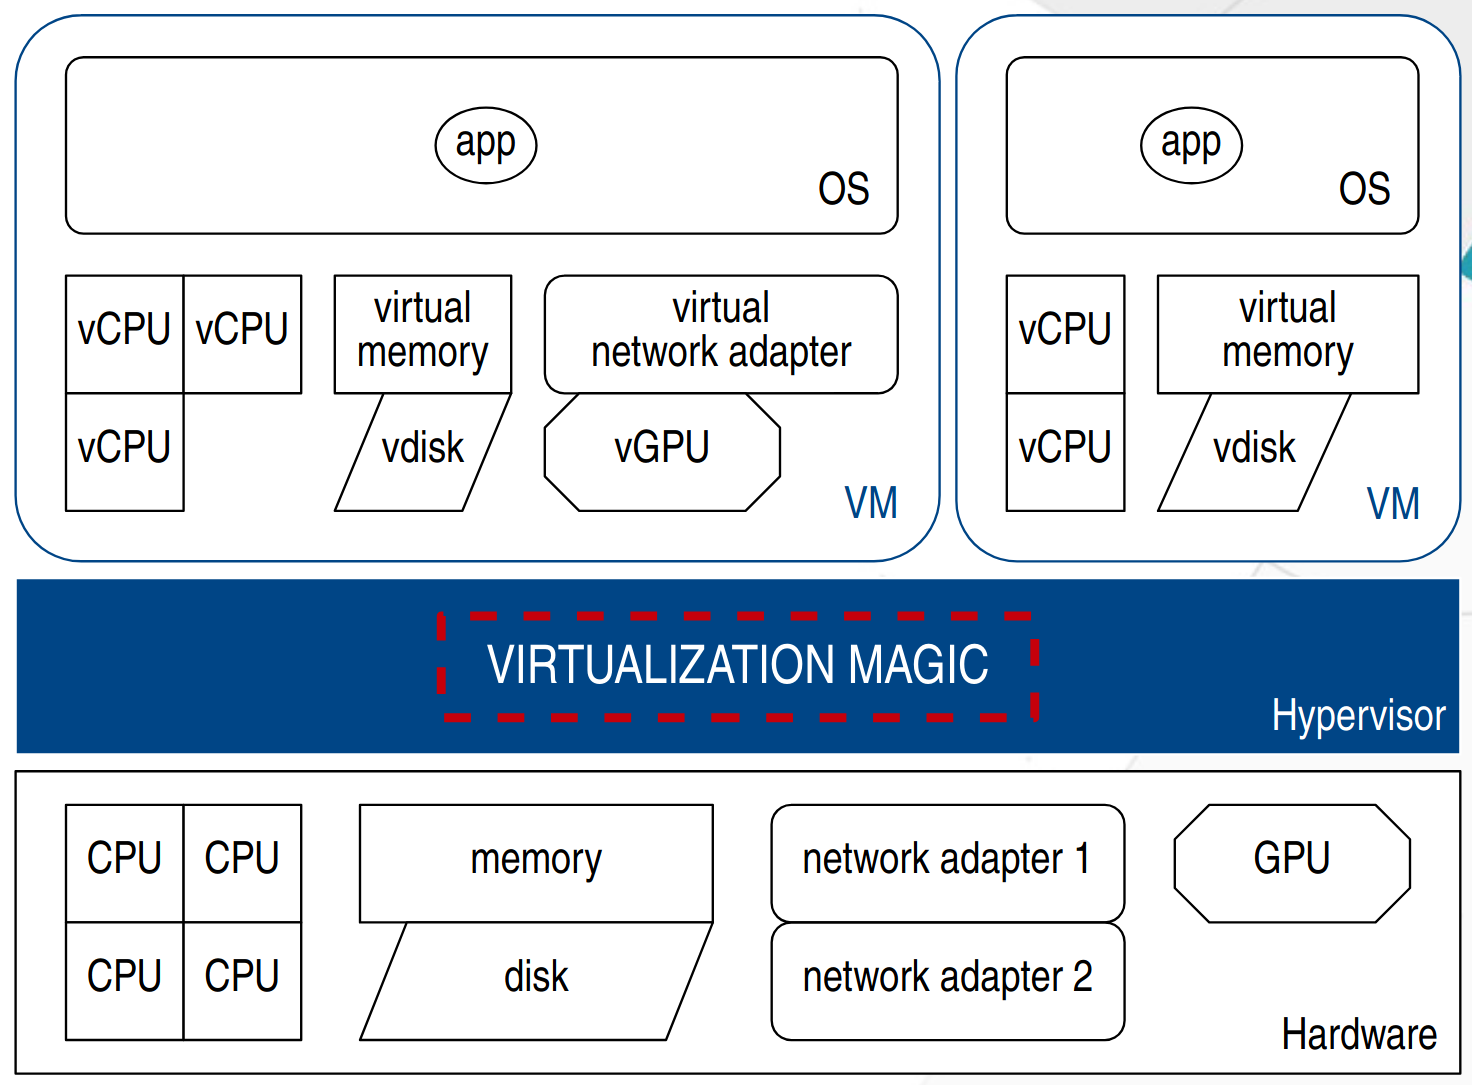 app
OS
vCPU vCPU
vCPU
virtual
memory
vdisk
virtual
network adapter
vGPU
VM
app
OS
vCPU
vCPU
virtual
memory
vdisk
VM
VIRTUALIZATION MAGIC
Hypervisor
CPU CPU
CPU CPU
memory
disk
network adapter 1
network adapter 2
GPU
Hardware